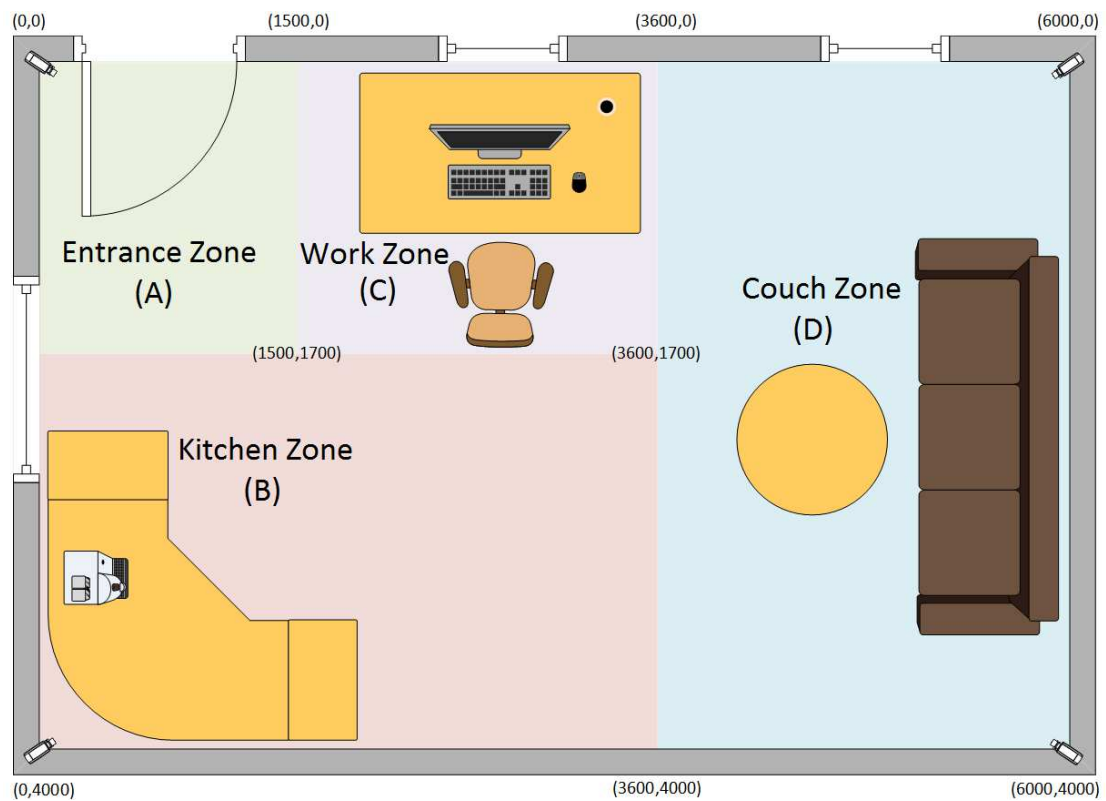 (0,0)
(1500,0)
(3600,0)
(6000,0)
Entrance Zone
(A)
Work Zone
(C)
Couch Zone
(D)
(1500,1700)
(3600,1700)
Kitchen Zone
(B)
(0,4000)
(3600,4000)
(6000,4000)